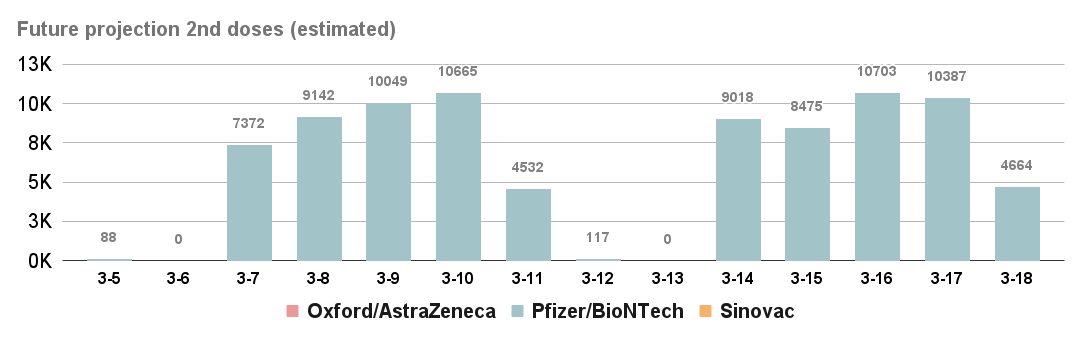 Future projection 2nd doses (estimated)
13K
10K
8K
5K
3K
0K
88
0
7372
9142
10049
10665
4532
117
0
9018
8475
10703
10387
4664
3-5 3-6 3-7 3-8 3-9 3-10 3-11 3-12 3-13 3-14 3-15 3-16 3-17 3-18
Oxford/AstraZeneca Pfizer/BioNTech Sinovac